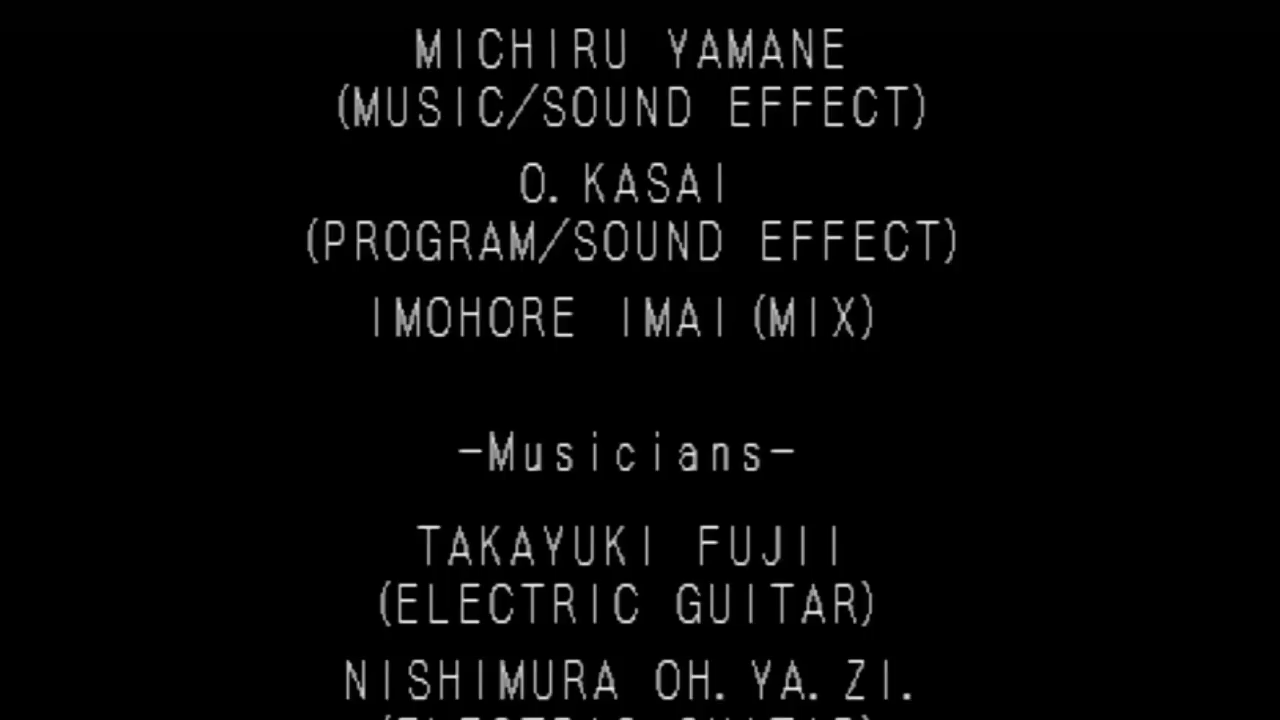 MICHIRU YAMANE
(MUSIC/SOUND EFFECT)
O.KASAI
(PROGRAM/SOUND EFFECT)
IMOHORE IMAI(MIX)
-Musicians-
TAKAYUKI FUJII
(ELECTRIC GUITAR)
NISHIMURA OH.YA.ZI.